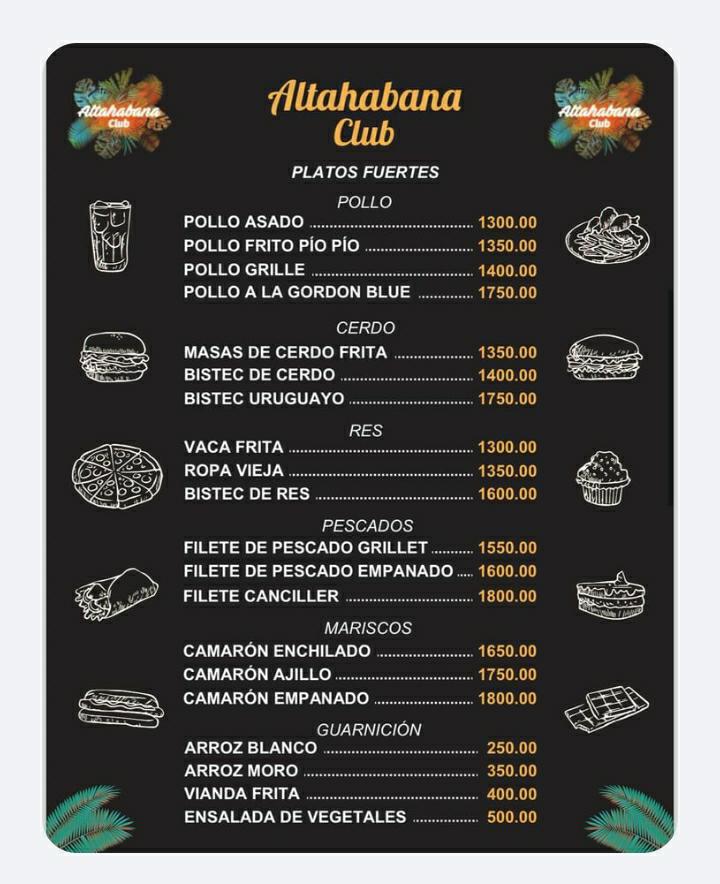 Altahabana
Club
Altahabana
Club
Altahabana
Club
PLATOS FUERTES
POLLO
POLLO ASADO ........ 1300.00
POLLO FRITO PÍO PÍO ........ 1350.00
POLLO GRILLE ........ 1400.00
POLLO A LA GORDON BLUE ........ 1750.00
CERDO
MASAS DE CERDO FRITA ........ 1350.00
BISTEC DE CERDO ........ 1400.00
BISTEC URUGUAYO ........ 1750.00
RES
VACA FRITA ........ 1300.00
ROPA VIEJA ........ 1350.00
BISTEC DE RES ........ 1600.00
PESCADOS
FILETE DE PESCADO GRILLET ........ 1550.00
FILETE DE PESCADO EMPANADO .... 1600.00
FILETE CANCILLER ........ 1800.00
MARISCOS
CAMARÓN ENCHILADO ........ 1650.00
CAMARÓN AJILLO ........ 1750.00
CAMARÓN EMPANADO ........ 1800.00
GUARNICIÓN
ARROZ BLANCO ........ 250.00
ARROZ MORO ........ 350.00
VIANDA FRITA ........ 400.00
ENSALADA DE VEGETALES ........ 500.00